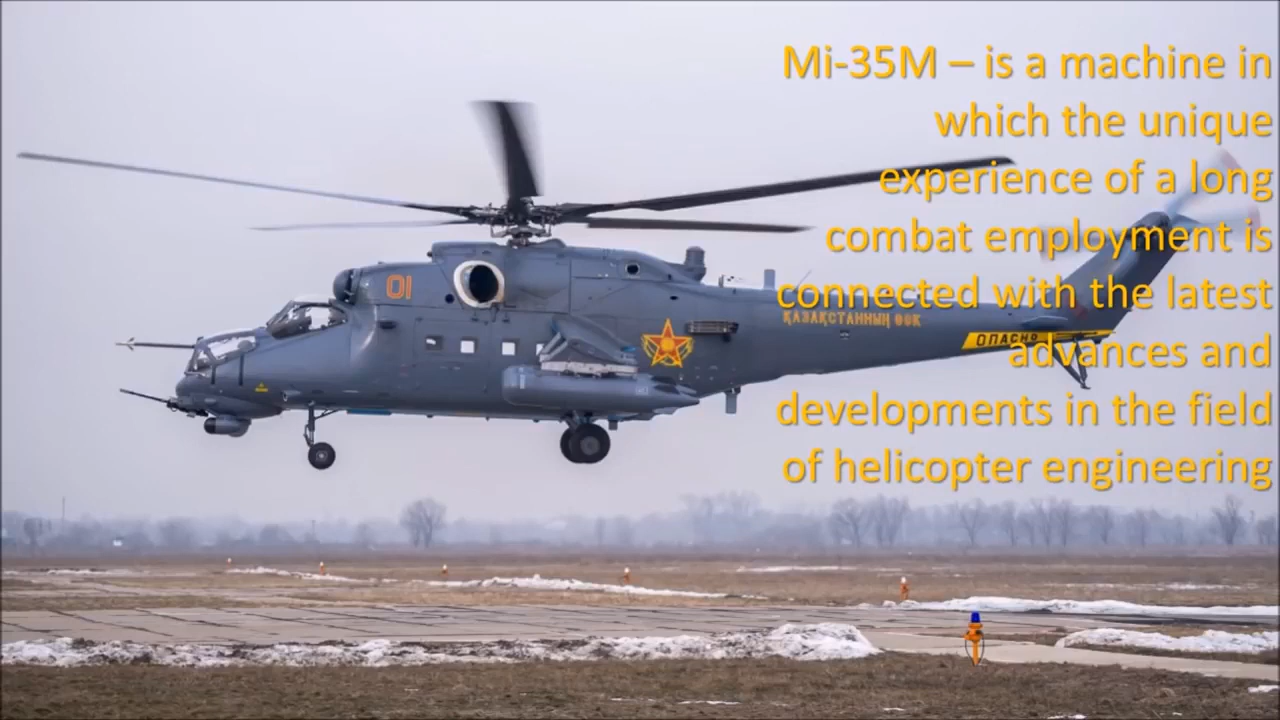 Mi-35M – is a machine in
which the unique
experience of a long
combat employment is
connected with the latest
advances and
developments in the field
of helicopter engineering
01
ҚАЗАҚСТАННЫҢ ӘӘК
ОПАСНО